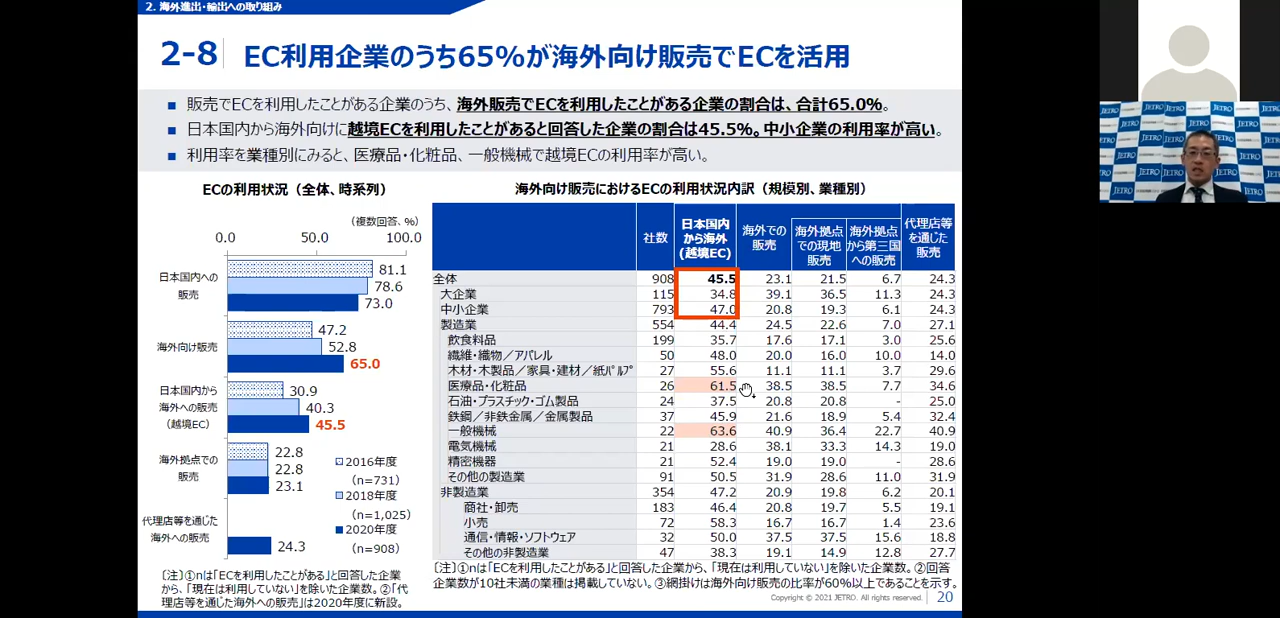 2. 海外進出・輸出への取り組み
2-8 EC利用企業のうち65%が海外向け販売でECを活用
■ 販売でECを利用したことがある企業のうち、海外販売でECを利用したことがある企業の割合は、合計65.0%。
■ 日本国内から海外向けに越境ECを利用したことがあると回答した企業の割合は45.5%。中小企業の利用率が高い。
■ 利用率を業種別にみると、医療品・化粧品、一般機械で越境ECの利用率が高い。
ECの利用状況（全体、時系列）
（複数回答、%）
0.0 50.0 100.0
日本国内への
販売
81.1
78.6
73.0
海外向け販売
47.2
52.8
65.0
日本国内から
海外への販売
（越境EC）
30.9
40.3
45.5
海外拠点での
販売
22.8
22.8
23.1
代理店等を通じた
海外への販売
24.3
2016年度
（n=731）
2018年度
（n=1,025）
2020年度
（n=908）
〔注〕①nは「ECを利用したことがある」と回答した企業
から、「現在は利用していない」を除いた企業数。②「代
理店等を通じた海外への販売」は2020年度に新設。
海外向け販売におけるECの利用状況内訳（規模別、業種別）
社数
日本国内
から海外
(越境EC)
海外での
販売
海外拠点
での現地
販売
海外拠点
から第三国
への販売
代理店等
を通じた
販売
全体 908 45.5 23.1 21.5 6.7 24.3
大企業 115 34.8 39.1 36.5 11.3 24.3
中小企業 793 47.0 20.8 19.3 6.1 24.3
製造業 554 44.4 24.5 22.6 7.0 27.1
飲食料品 199 35.7 17.6 17.1 3.0 25.6
繊維・織物／アパレル 50 48.0 20.0 16.0 10.0 14.0
木材・木製品／家具・建材／紙パルプ 27 55.6 11.1 11.1 3.7 29.6
医療品・化粧品 26 61.5 38.5 38.5 7.7 34.6
石油・プラスチック・ゴム製品 24 37.5 20.8 20.8 - 25.0
鉄鋼／非鉄金属／金属製品 37 45.9 21.6 18.9 5.4 32.4
一般機械 22 63.6 40.9 36.4 22.7 40.9
電気機械 21 28.6 38.1 33.3 14.3 19.0
精密機器 21 52.4 19.0 19.0 - 28.6
その他の製造業 91 50.5 31.9 28.6 11.0 31.9
非製造業 354 47.2 20.9 19.8 6.2 20.1
商社・卸売 183 46.4 20.8 19.7 5.5 19.1
小売 72 58.3 16.7 16.7 1.4 23.6
通信・情報・ソフトウェア 32 50.0 37.5 37.5 15.6 18.8
その他の非製造業 47 38.3 19.1 14.9 12.8 27.7
〔注〕①nは「ECを利用したことがある」と回答した企業から、「現在は利用していない」を除いた企業数。②回答
企業数が10社未満の業種は掲載していない。③網掛けは海外向け販売の比率が60%以上であることを示す。
Copyright © 2021 JETRO. All rights reserved. 20
JETRO